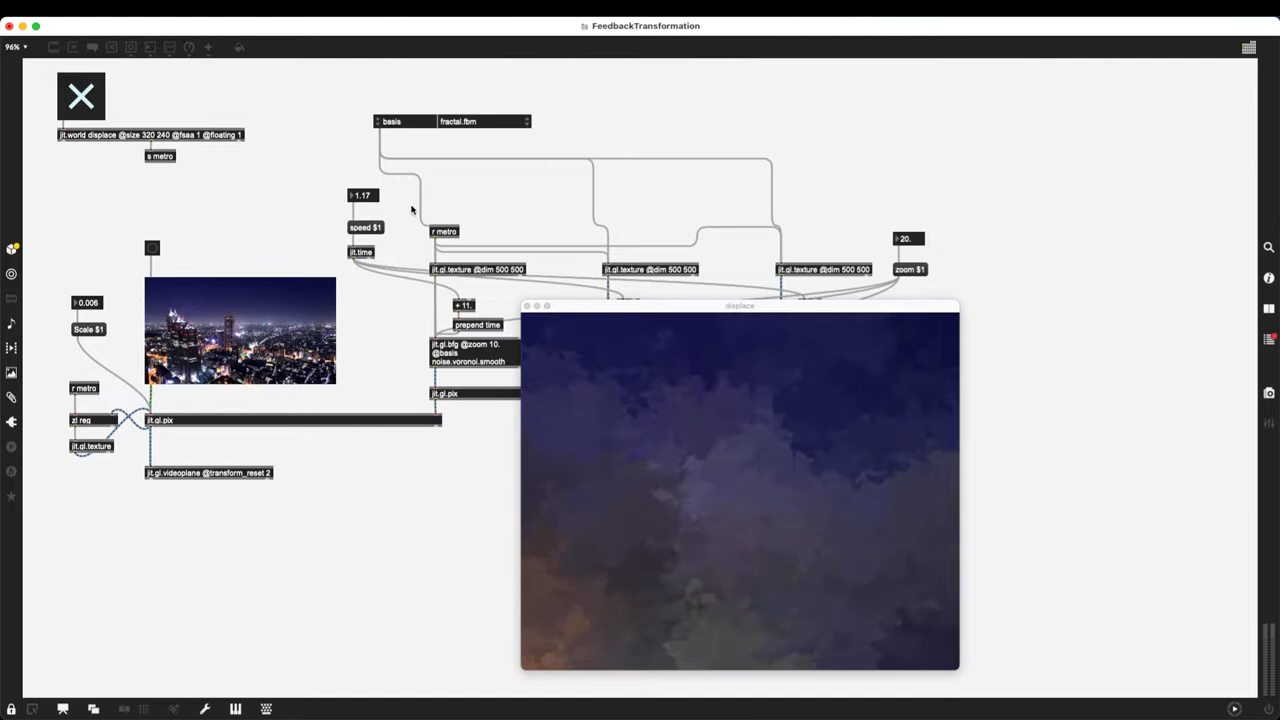 FeedbackTransformation
96%
jit.world displace @size 320 240 @fsaa 1 @floating 1
s metro
basis
fractal.fbm
1.17
speed $1
jit.time
r metro
20.
zoom $1
jit.gl.texture @dim 500 500
jit.gl.texture @dim 500 500
jit.gl.texture @dim 500 500
+ 11.
prepend time
displace
0.006
Scale $1
jit.gl.bfg @zoom 10.
@basis
noise.voronoi.smooth
jit.gl.pix
r metro
zl reg
jit.gl.pix
jit.gl.texture
jit.gl.videoplane @transform_reset 2